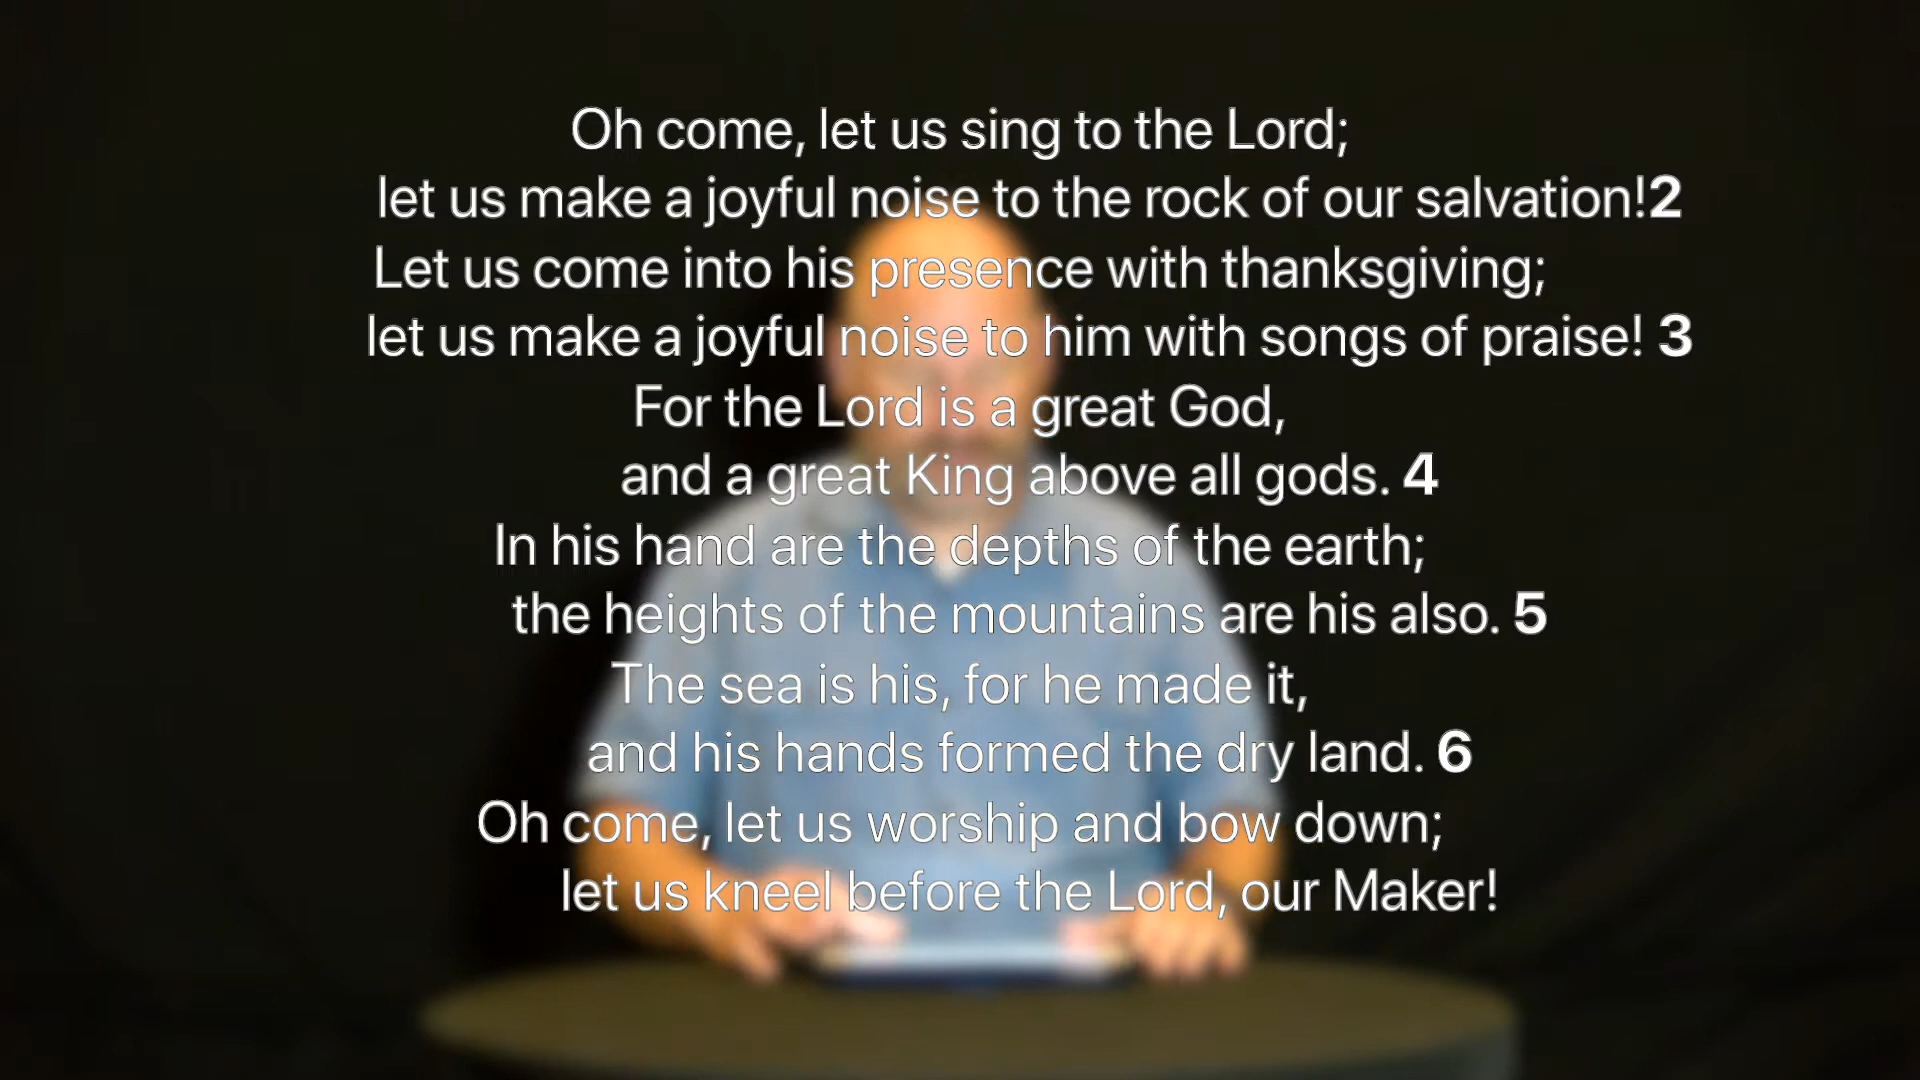 Oh come, let us sing to the Lord;
let us make a joyful noise to the rock of our salvation!2
Let us come into his presence with thanksgiving;
let us make a joyful noise to him with songs of praise! 3
For the Lord is a great God,
and a great King above all gods. 4
In his hand are the depths of the earth;
the heights of the mountains are his also. 5
The sea is his, for he made it,
and his hands formed the dry land. 6
Oh come, let us worship and bow down;
let us kneel before the Lord, our Maker!